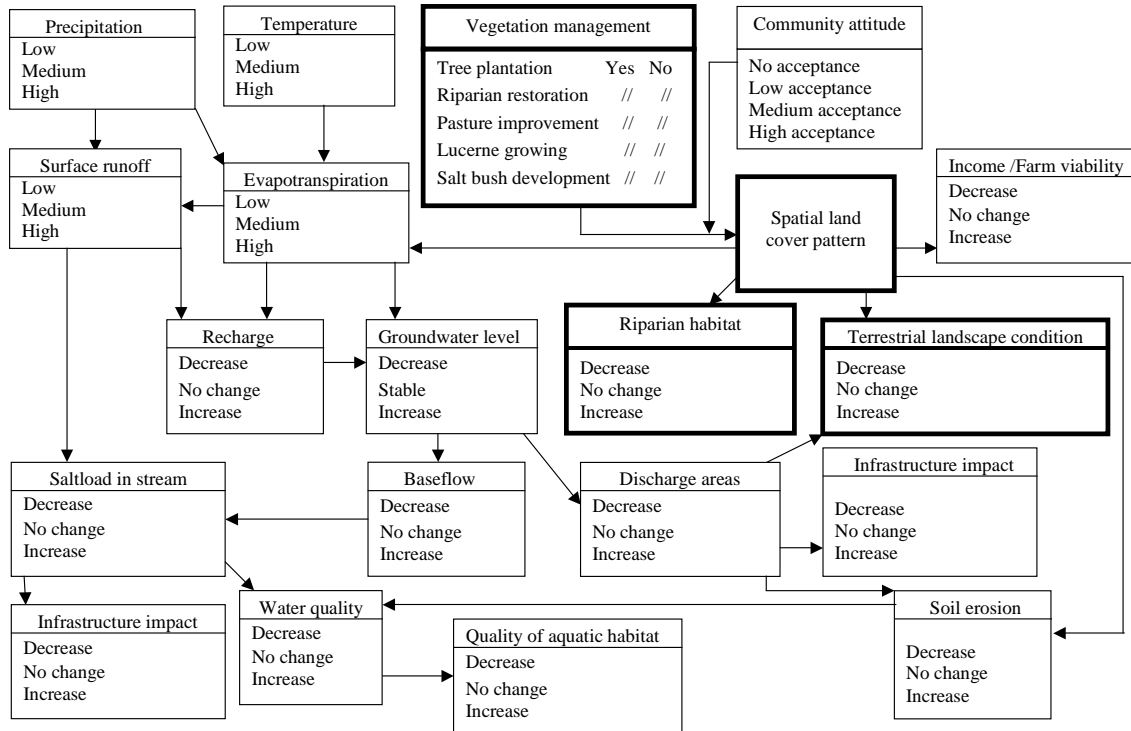 Precipitation
Low
Medium
High
Temperature
Low
Medium
High
Vegetation management
Tree plantation Yes No
Riparian restoration // //
Pasture improvement // //
Lucerne growing // //
Salt bush development // //
Community attitude
No acceptance
Low acceptance
Medium acceptance
High acceptance
Surface runoff
Low
Medium
High
Evapotranspiration
Low
Medium
High
Spatial land
cover pattern
Income /Farm viability
Decrease
No change
Increase
Recharge
Decrease
No change
Increase
Groundwater level
Decrease
Stable
Increase
Riparian habitat
Decrease
No change
Increase
Terrestrial landscape condition
Decrease
No change
Increase
Saltload in stream
Decrease
No change
Increase
Baseflow
Decrease
No change
Increase
Discharge areas
Decrease
No change
Increase
Infrastructure impact
Decrease
No change
Increase
Infrastructure impact
Decrease
No change
Increase
Water quality
Decrease
No change
Increase
Quality of aquatic habitat
Decrease
No change
Increase
Soil erosion
Decrease
No change
Increase